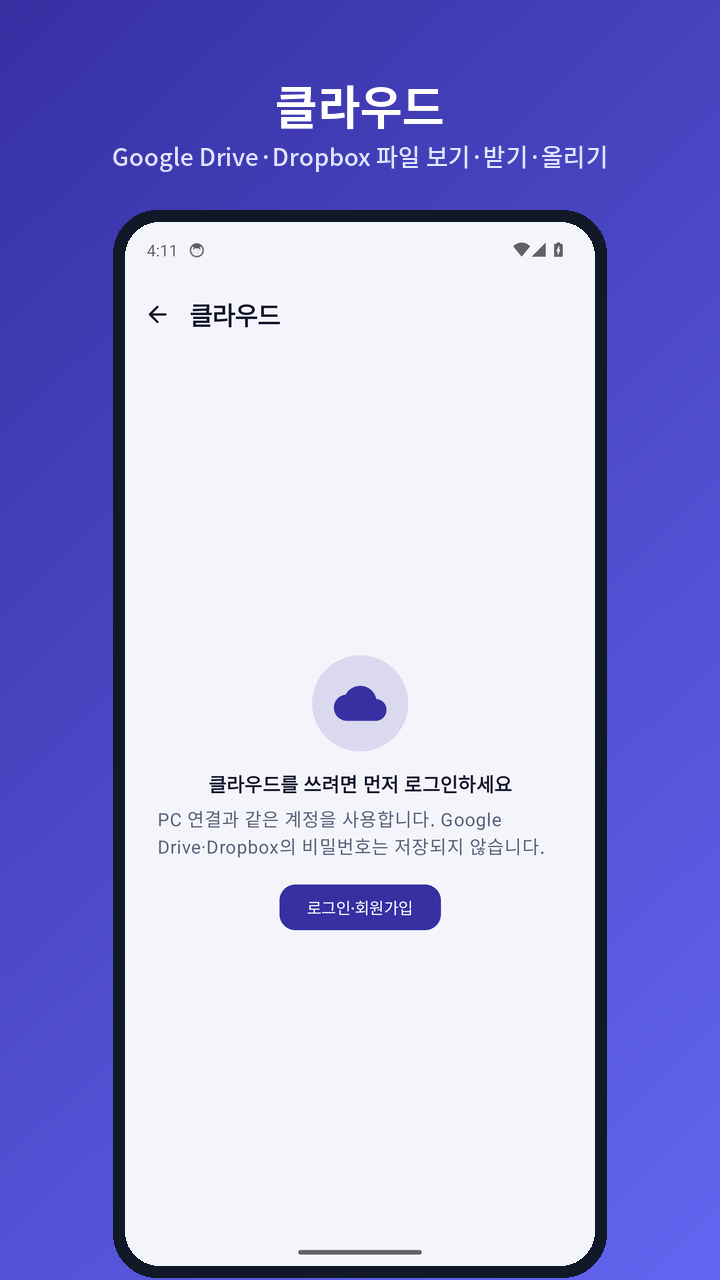 클라우드
Google Drive·Dropbox 파일 보기·받기·올리기
4:11
클라우드
클라우드를 쓰려면 먼저 로그인하세요
PC 연결과 같은 계정을 사용합니다. Google
Drive·Dropbox의 비밀번호는 저장되지 않습니다.
로그인·회원가입